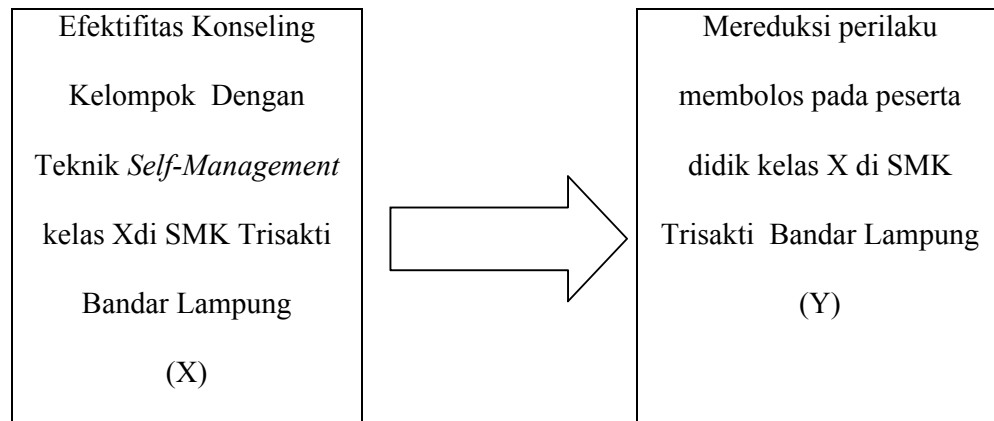 Efektifitas Konseling
Kelompok Dengan
Teknik Self-Management
kelas Xdi SMK Trisakti
Bandar Lampung
(X)
Mereduksi perilaku
membolos pada peserta
didik kelas X di SMK
Trisakti Bandar Lampung
(Y)